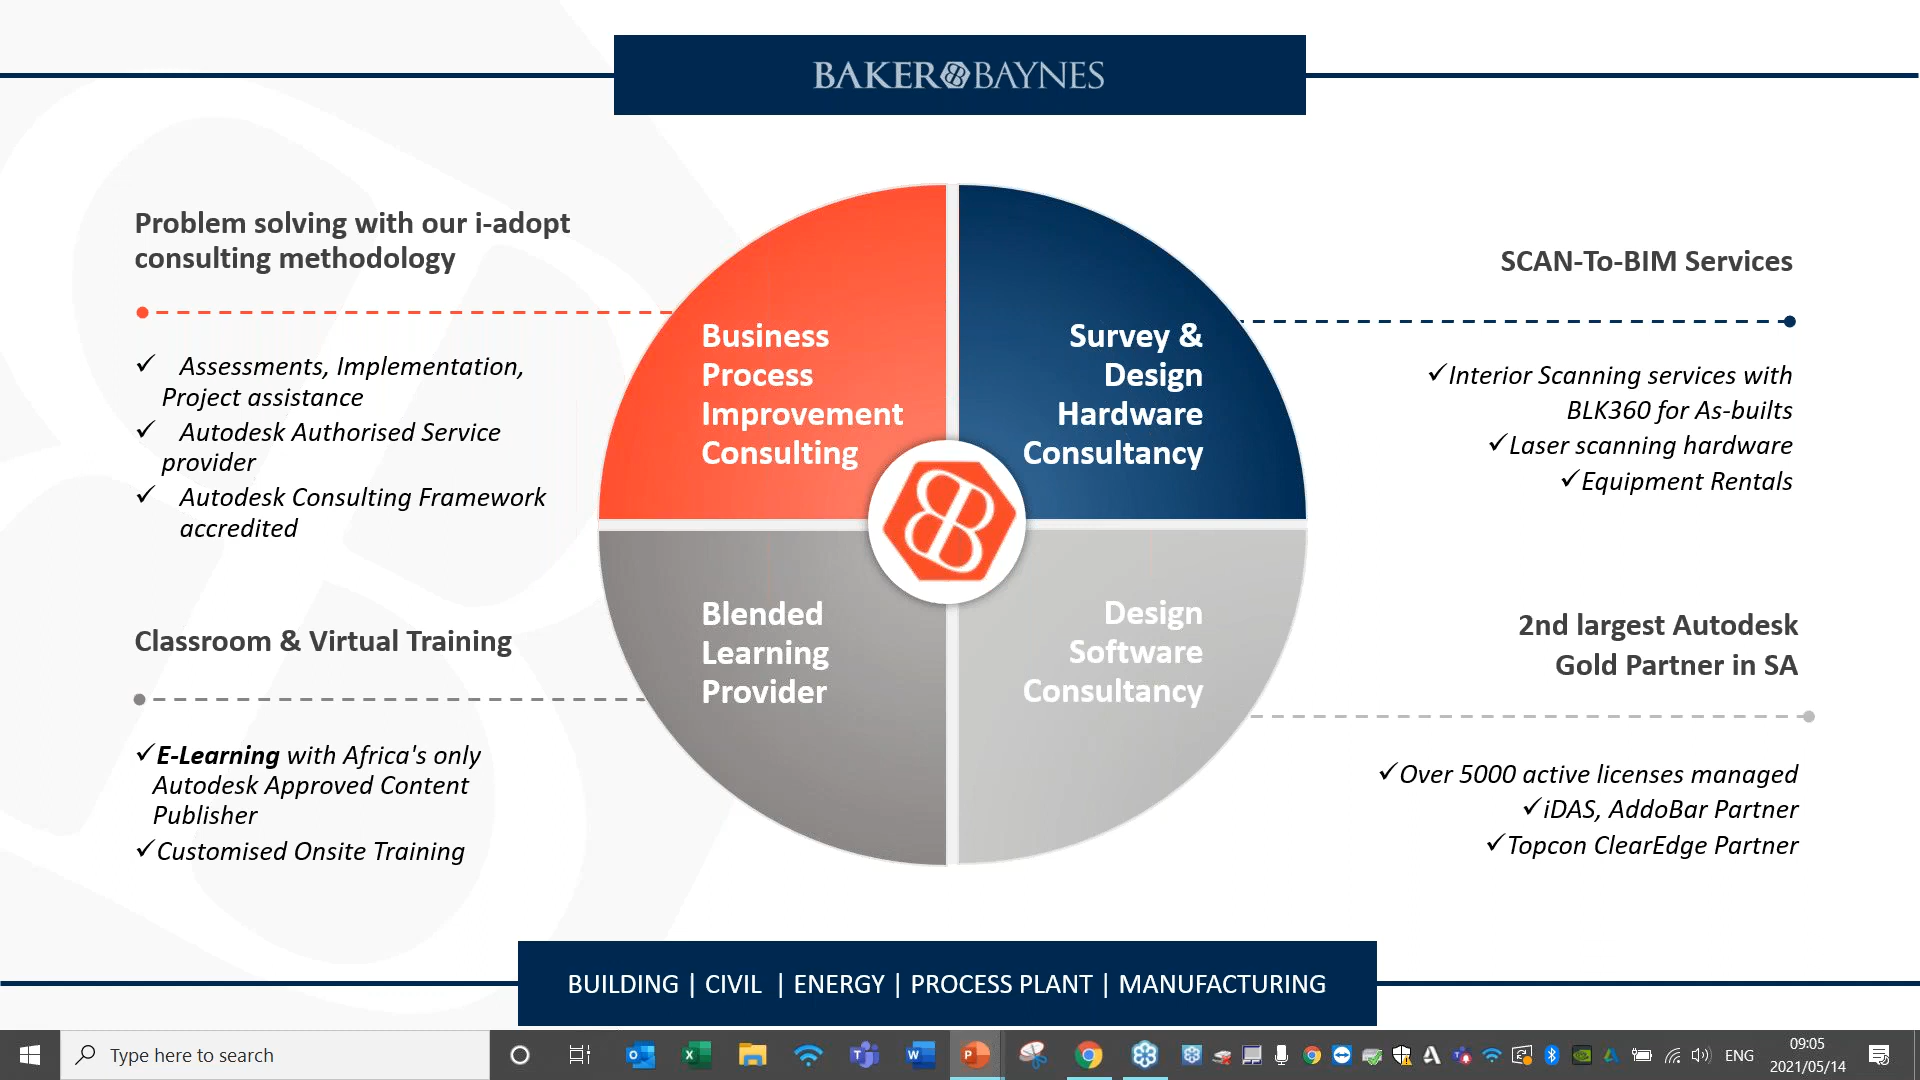 BAKER BAYNES
Problem solving with our i-adopt
consulting methodology
Assessments, Implementation,
Project assistance
Autodesk Authorised Service
provider
Autodesk Consulting Framework
accredited
Business
Process
Improvement
Consulting
Survey &
Design
Hardware
Consultancy
SCAN-To-BIM Services
Interior Scanning services with
BLK360 for As-builts
Laser scanning hardware
Equipment Rentals
Classroom & Virtual Training
E-Learning with Africa's only
Autodesk Approved Content
Publisher
Customised Onsite Training
Blended
Learning
Provider
Design
Software
Consultancy
2nd largest Autodesk
Gold Partner in SA
Over 5000 active licenses managed
iDAS, AddoBar Partner
Topcon ClearEdge Partner
BUILDING | CIVIL | ENERGY | PROCESS PLANT | MANUFACTURING
Type here to search
ENG
09:05
2021/05/14